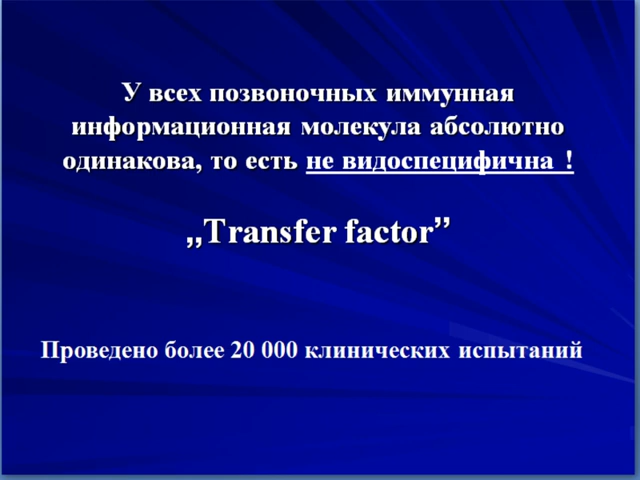 У всех позвоночных иммунная
информационная молекула абсолютно
одинакова, то есть не видоспецифична !
„Transfer factor”
Проведено более 20 000 клинических испытаний